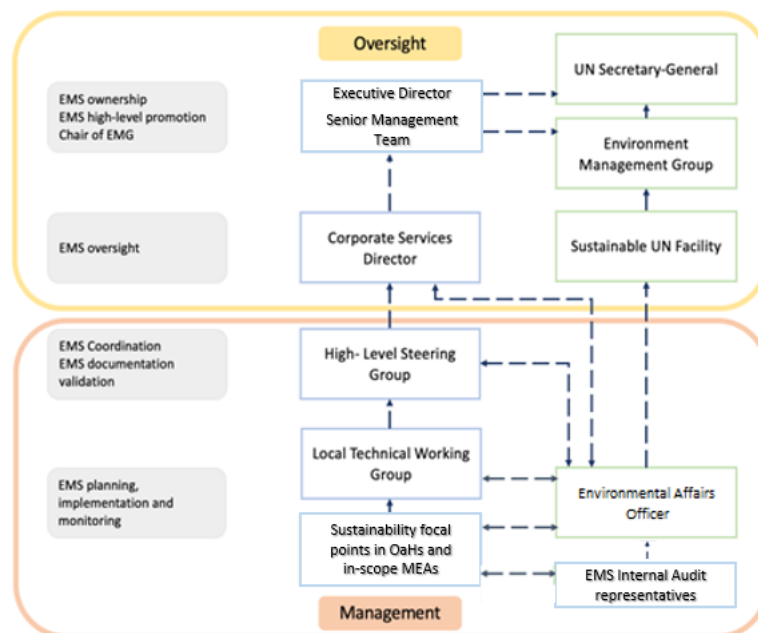 Oversight
EMS ownership
EMS high-level promotion
Chair of EMG
Executive Director
Senior Management
Team
UN Secretary-General
Environment
Management Group
EMS oversight
Corporate Services
Director
Sustainable UN Facility
EMS Coordination
EMS documentation
validation
High- Level Steering
Group
EMS planning,
implementation and
monitoring
Local Technical Working
Group
Environmental Affairs
Officer
Sustainability focal
points in OaHs and
in-scope MEAs
EMS Internal Audit
representatives
Management